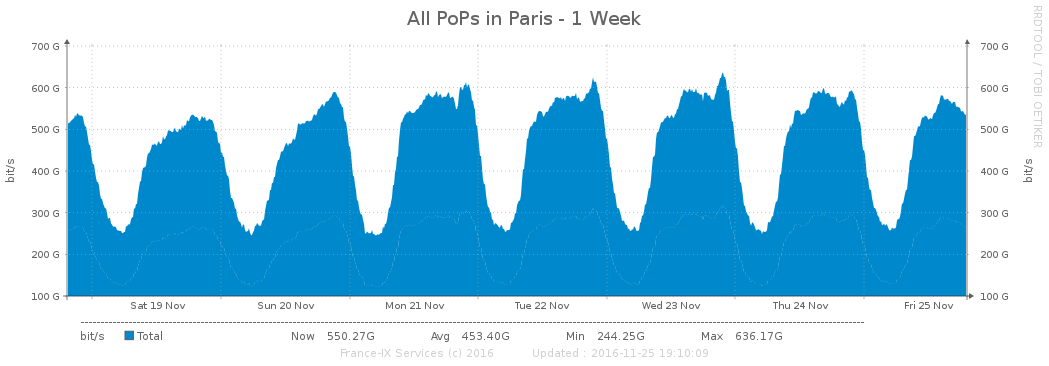 All PoPs in Paris - 1 Week
RRDTOOL / TOBI OETIKER
700 G 700 G
600 G 600 G
500 G 500 G
400 G 400 G
300 G 300 G
200 G 200 G
100 G 100 G
bit/s bit/s
Sat 19 Nov Sun 20 Nov Mon 21 Nov Tue 22 Nov Wed 23 Nov Thu 24 Nov Fri 25 Nov
bit/s Total Now 550.27G Avg 453.40G Min 244.25G Max 636.17G
France-IX Services (c) 2016 Updated : 2016-11-25 19:10:09